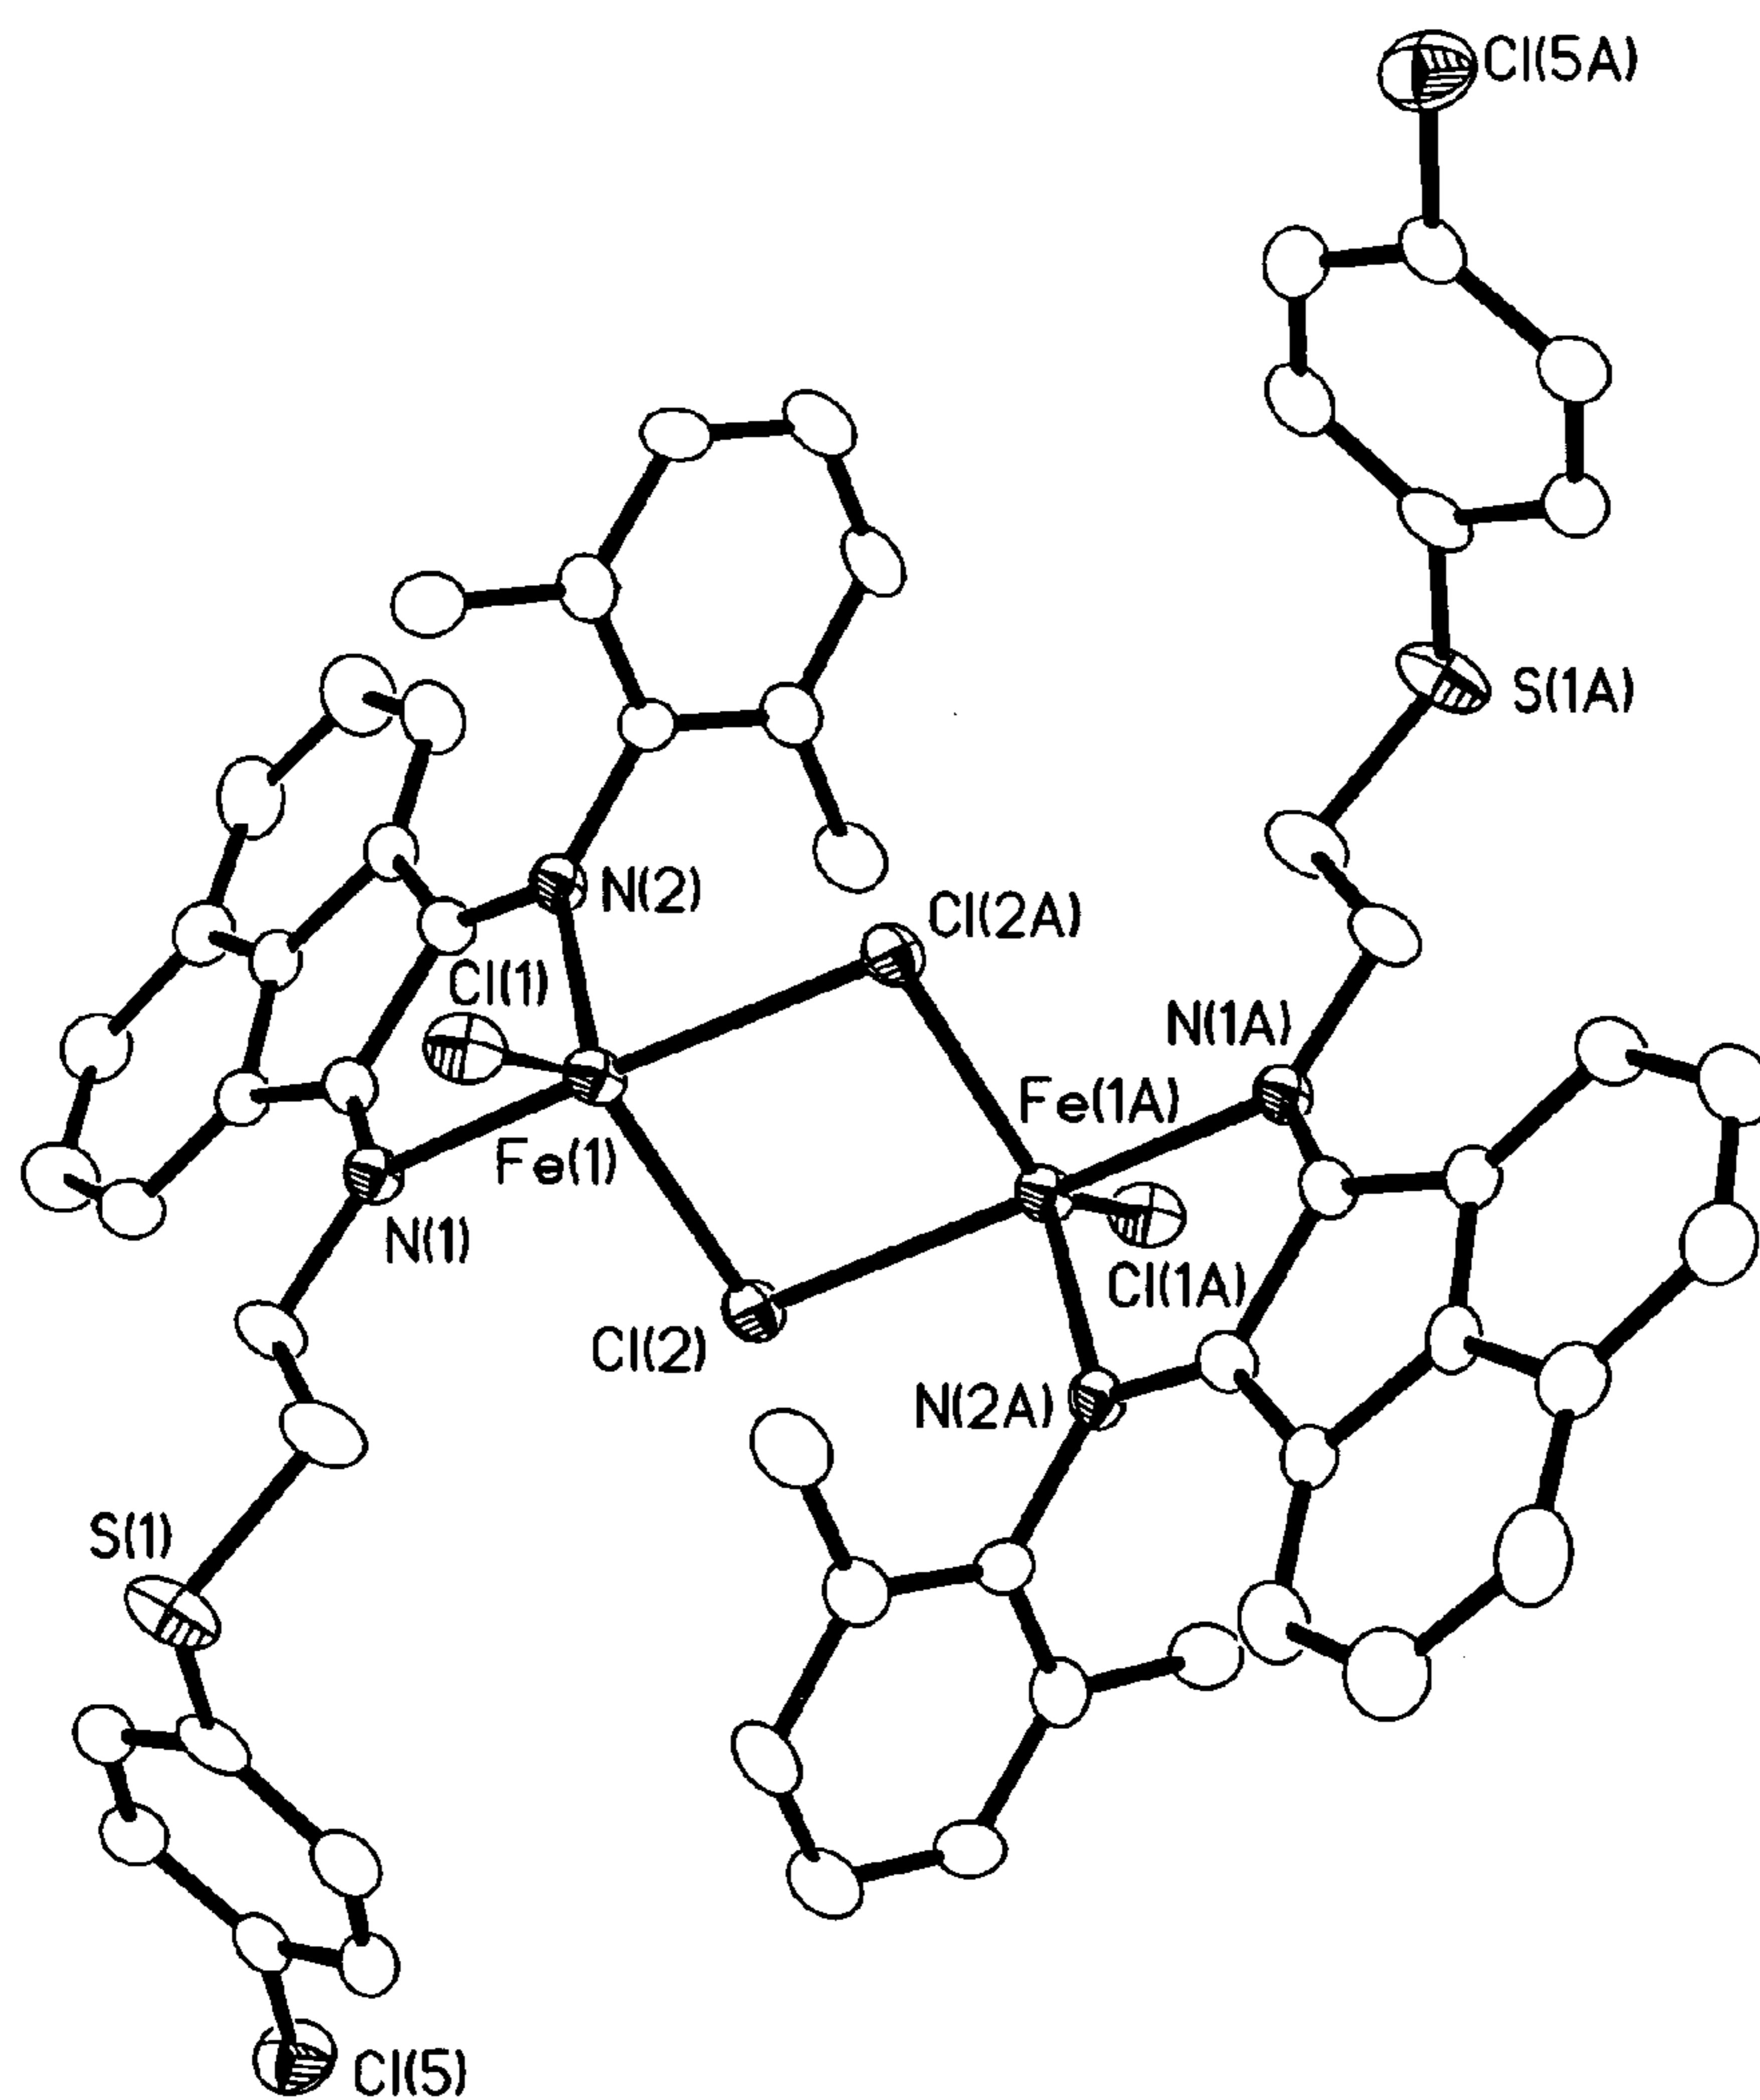 Cl(5A)
S(1A)
N(2)
Cl(2A)
Cl(1)
N(1A)
Fe(1A)
Fe(1)
N(1)
Cl(1A)
Cl(2)
N(2A)
S(1)
Cl(5)